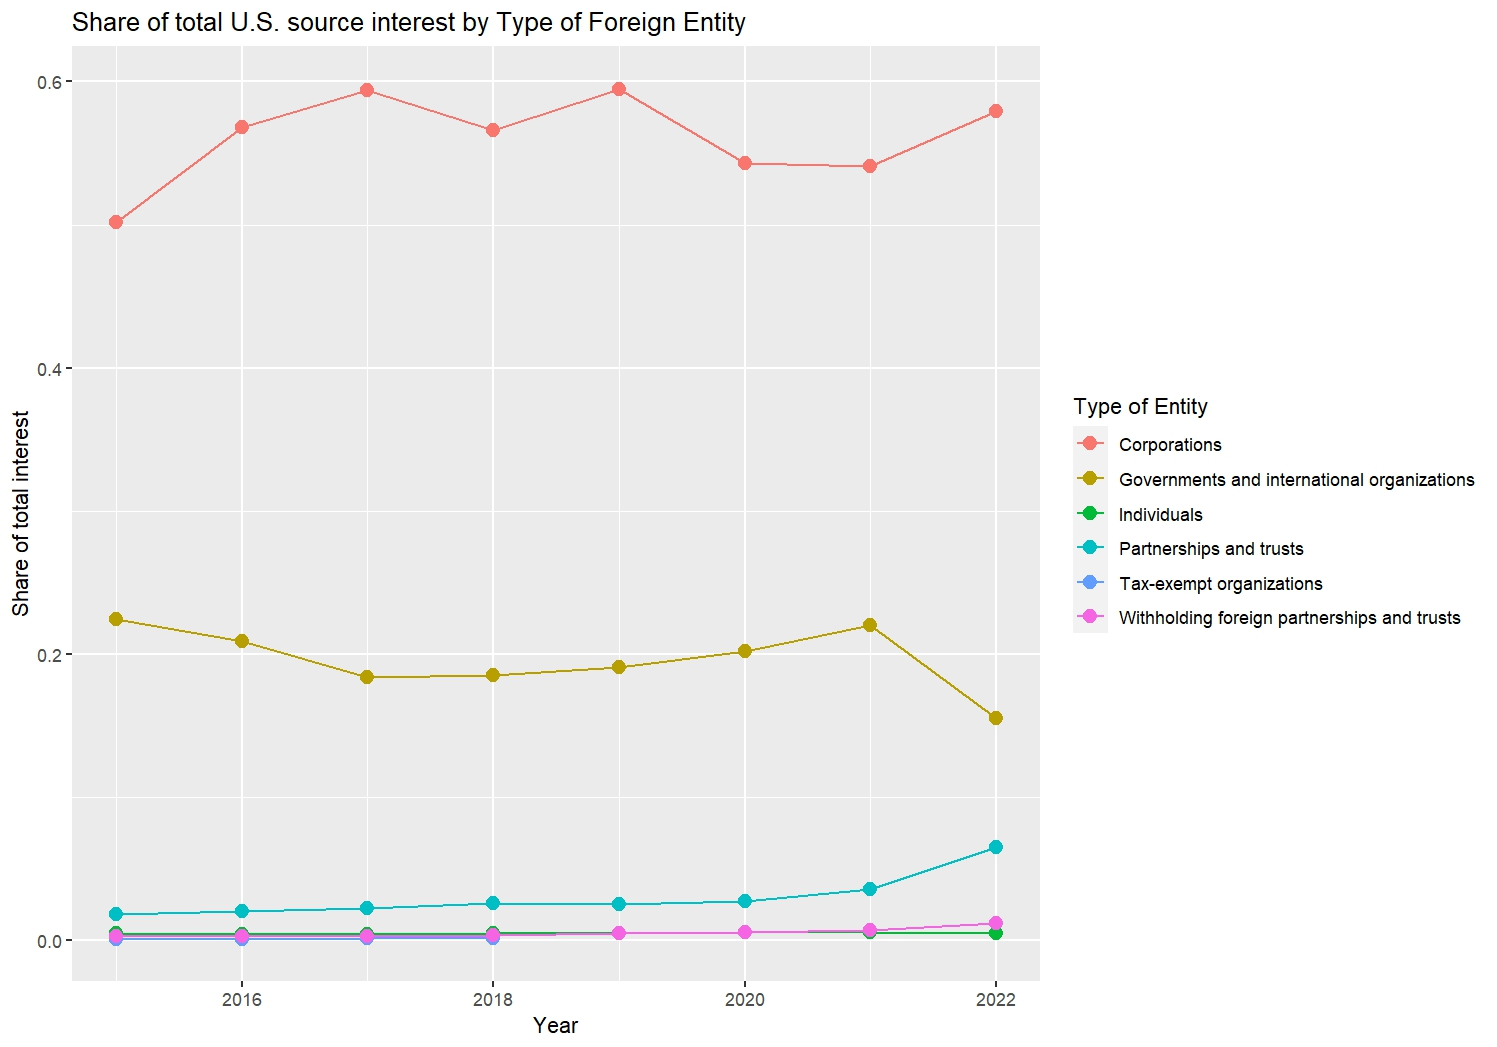 Share of total U.S. source interest by Type of Foreign Entity
0.6
0.4
0.2
0.0
Share of total interest
2016
2018
2020
2022
Year
Type of Entity
Corporations
Governments and international organizations
Individuals
Partnerships and trusts
Tax-exempt organizations
Withholding foreign partnerships and trusts